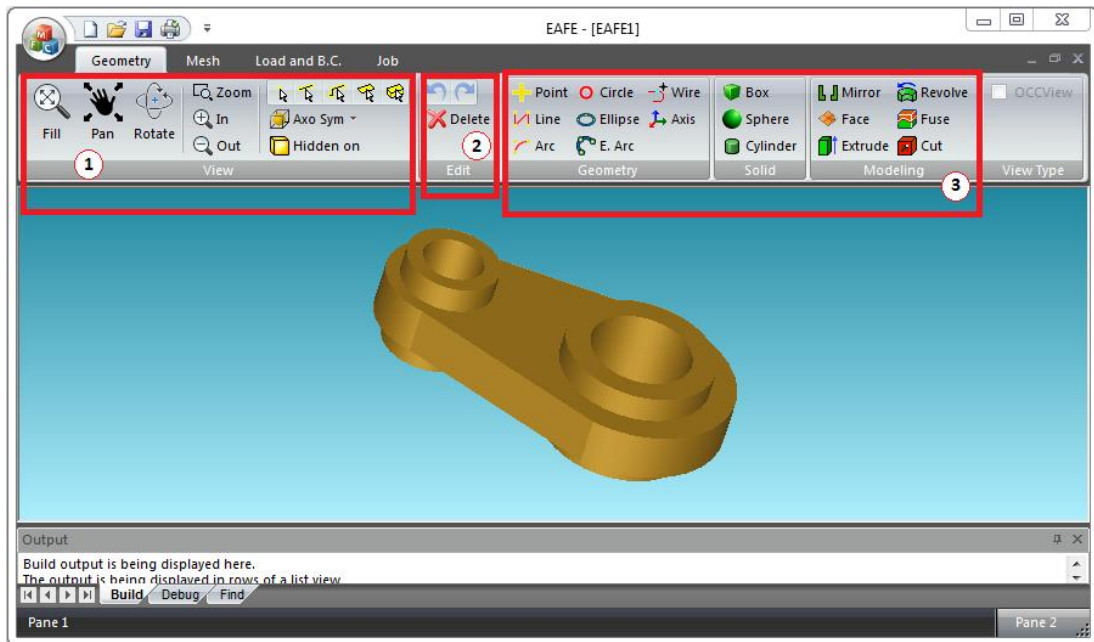 EAFE - [EAFE1]
Geometry Mesh Load and B.C. Job
Fill Pan Rotate Zoom In Out Axo Sym Hidden on
1
View
Delete
2
Edit
Point Circle Wire
Line Ellipse Axis
Arc E. Arc
Geometry
Box
Sphere
Cylinder
Solid
Mirror Revolve
Face Fuse
Extrude Cut
Modeling
3
OCCView
View Type
Output
Build output is being displayed here.
The output is being displayed in rows of a list view
Build Debug Find
Pane 1 Pane 2